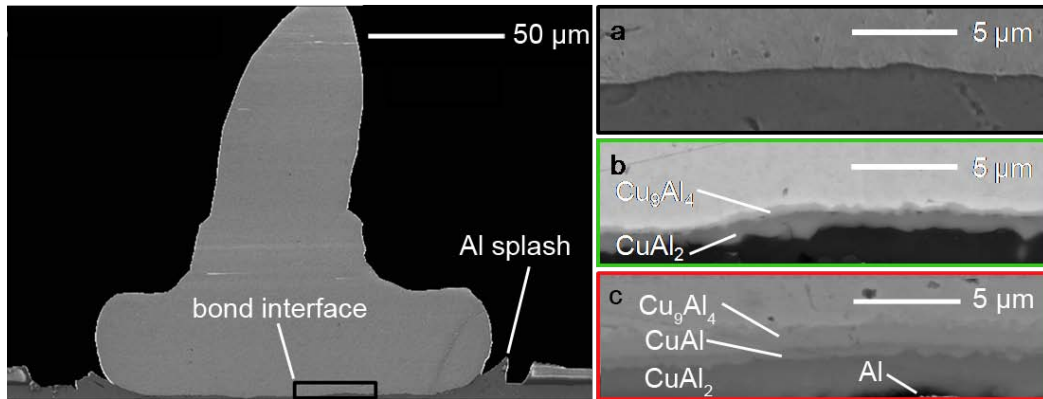 50 µm
Al splash
bond interface
a
5 µm
b
5 µm
Cu₉Al₄
CuAl₂
c
5 µm
Cu₉Al₄
CuAl
CuAl₂
Al